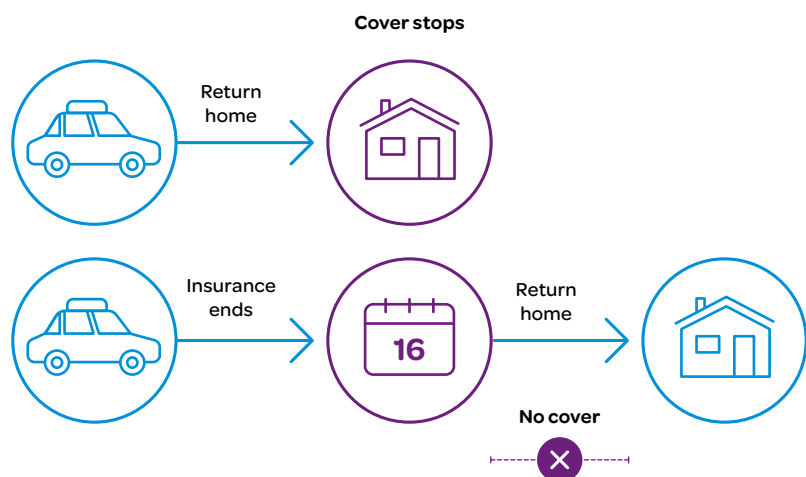 Cover stops
Return
home
Insurance
ends
16
Return
home
No cover